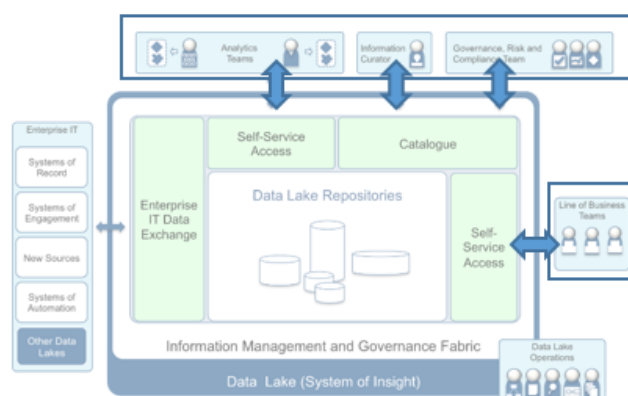 Analytics
Teams
Information
Curator
Governance, Risk and
Compliance Team
Enterprise IT
Systems of
Record
Systems of
Engagement
New Sources
Systems of
Automation
Other Data
Lakes
Self-Service
Access
Catalogue
Enterprise
IT Data
Exchange
Data Lake Repositories
Self-
Service
Access
Line of Business
Teams
Information Management and Governance Fabric
Data Lake (System of Insight)
Data Lake
Operations